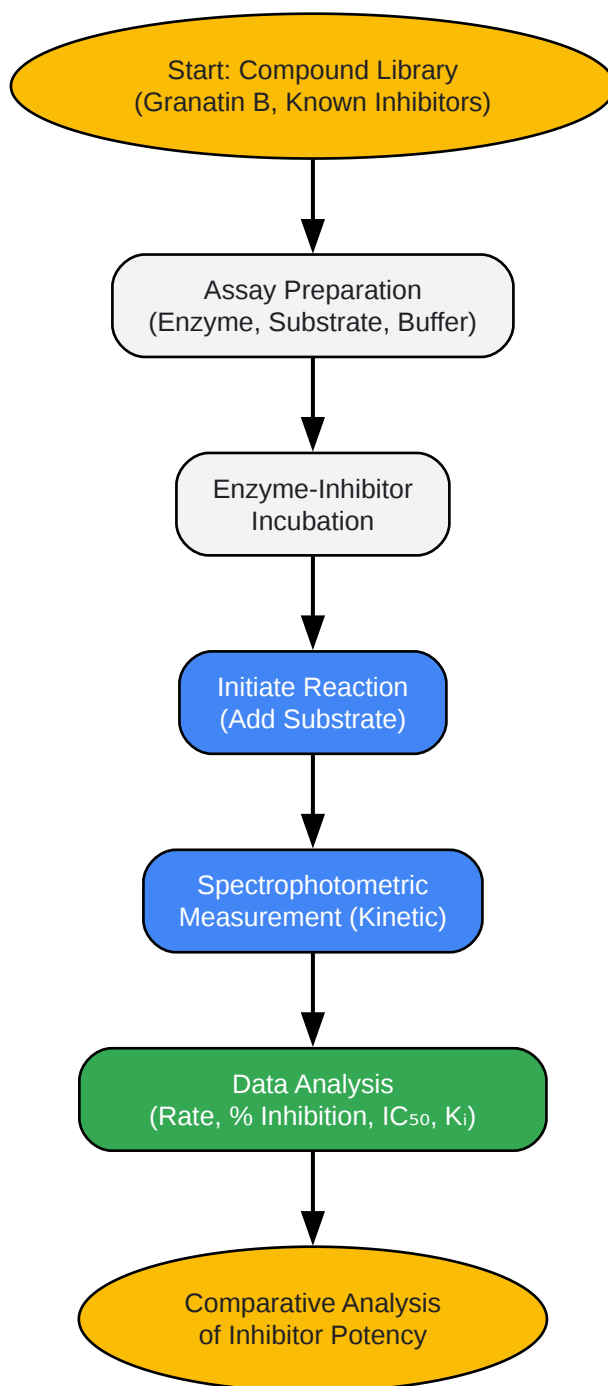 Start: Compound Library
(Granatin B, Known Inhibitors)
Assay Preparation
(Enzyme, Substrate, Buffer)
Enzyme-Inhibitor
Incubation
Initiate Reaction
(Add Substrate)
Spectrophotometric
Measurement (Kinetic)
Data Analysis
(Rate, % Inhibition, IC₅₀, Kᵢ)
Comparative Analysis
of Inhibitor Potency